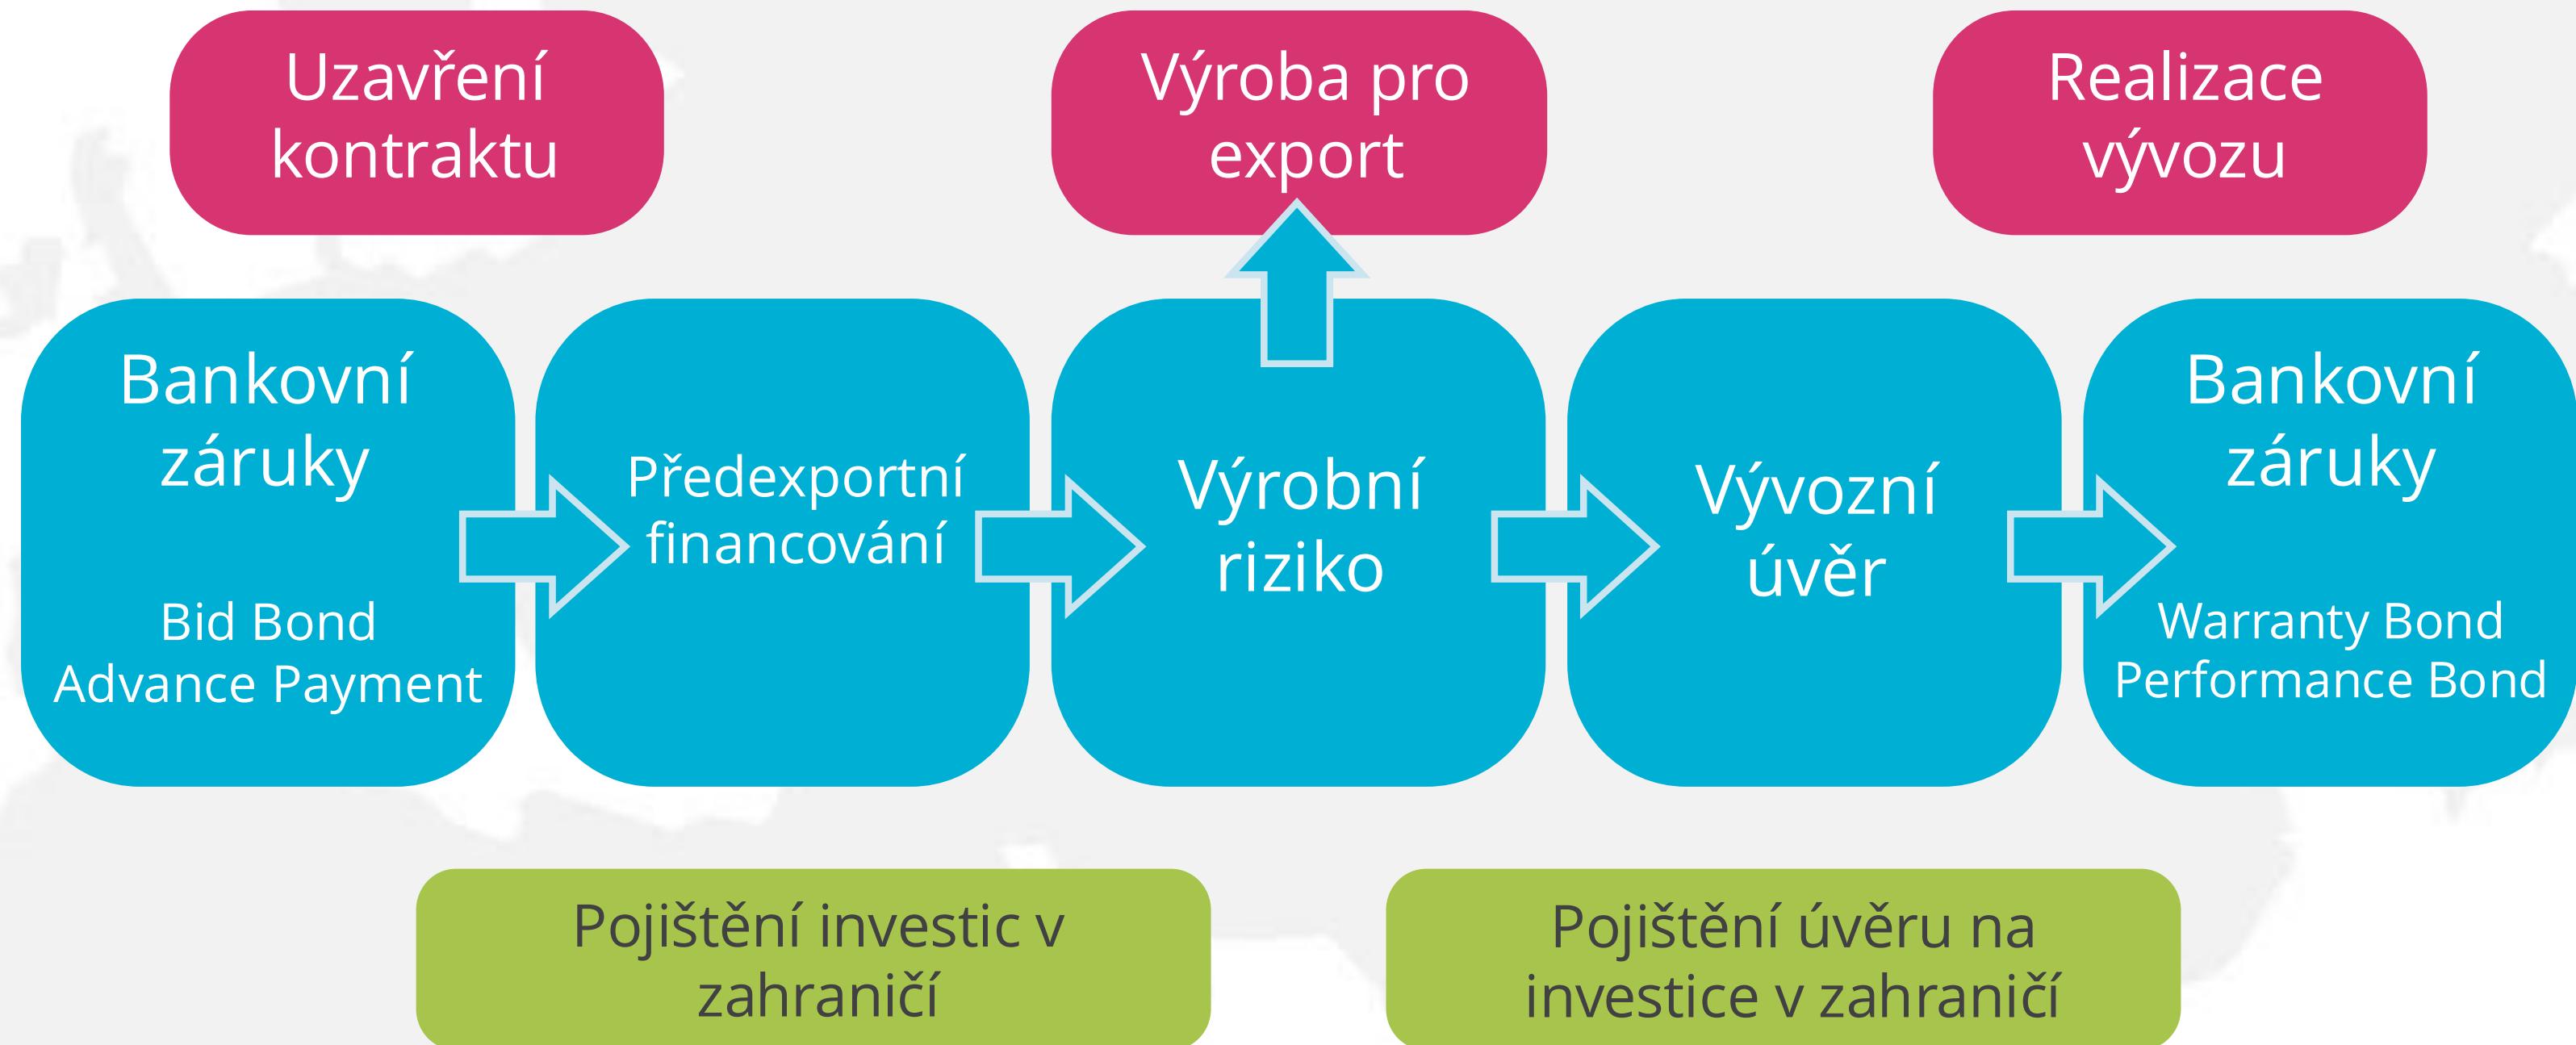 Uzavření
kontraktu
Výroba pro
export
Realizace
vývozu
Bankovní
záruky
Bid Bond
Advance Payment
Předexportní
financování
Výrobní
riziko
Vývozní
úvěr
Bankovní
záruky
Warranty Bond
Performance Bond
Pojištění investic v
zahraničí
Pojištění úvěru na
investice v zahraničí